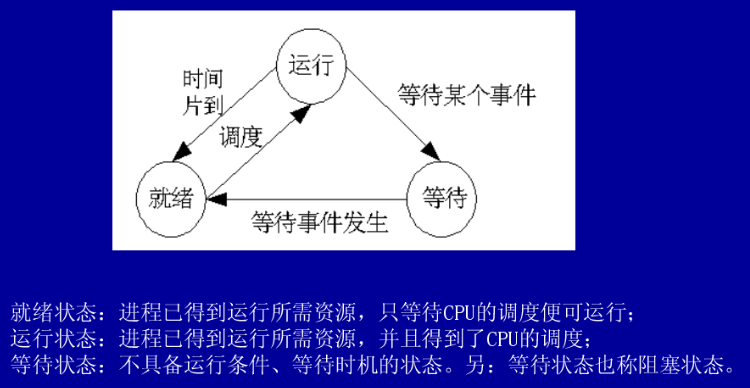 运行
时间
片到
等待某个事件
调度
就绪
等待
等待事件发生
就绪状态：进程已得到运行所需资源，只等待CPU的调度便可运行；
运行状态：进程已得到运行所需资源，并且得到了CPU的调度；
等待状态：不具备运行条件、等待时机的状态。另：等待状态也称阻塞状态。